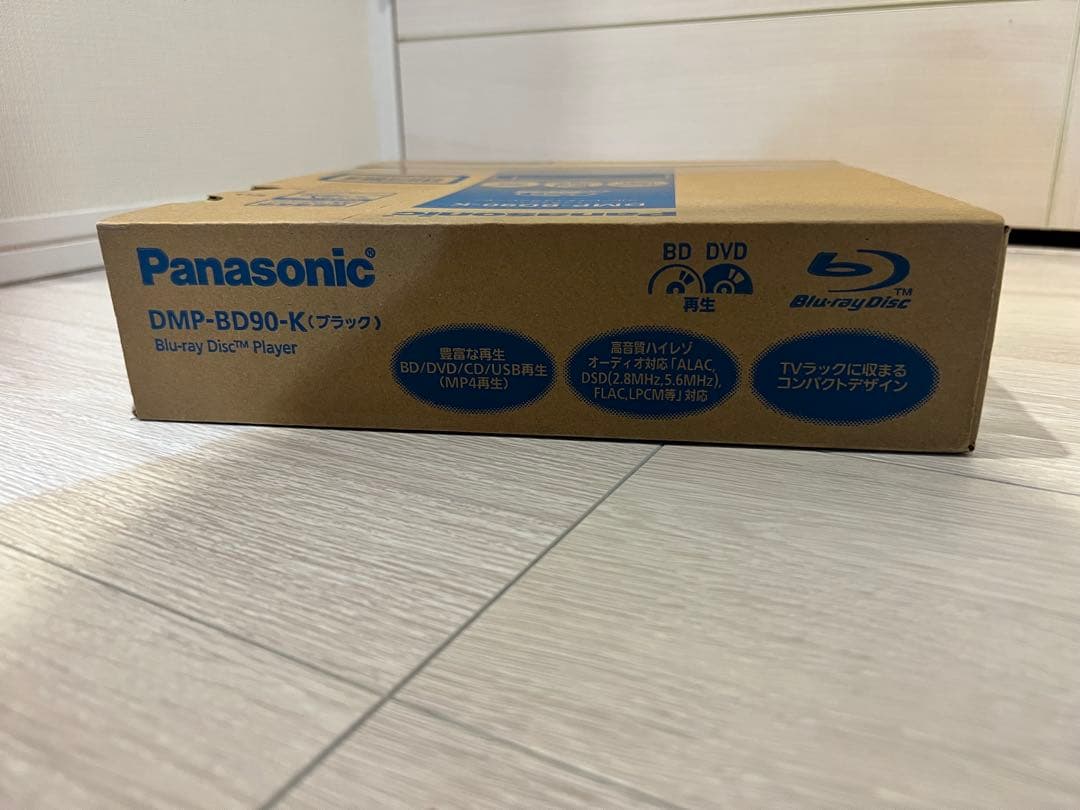 Panasonic
DMP-BD90-K
Panasonic®
DMP-BD90-K(ブラック)
Blu-ray Disc™ Player
BD DVD
再生
Blu-ray Disc™
豊富な再生
BD/DVD/CD/USB再生
(MP4再生)
高音質ハイレゾ
オーディオ対応「ALAC,
DSD(2.8MHz,5.6MHz),
FLAC,LPCM等」対応
TVラックに収まる
コンパクトデザイン